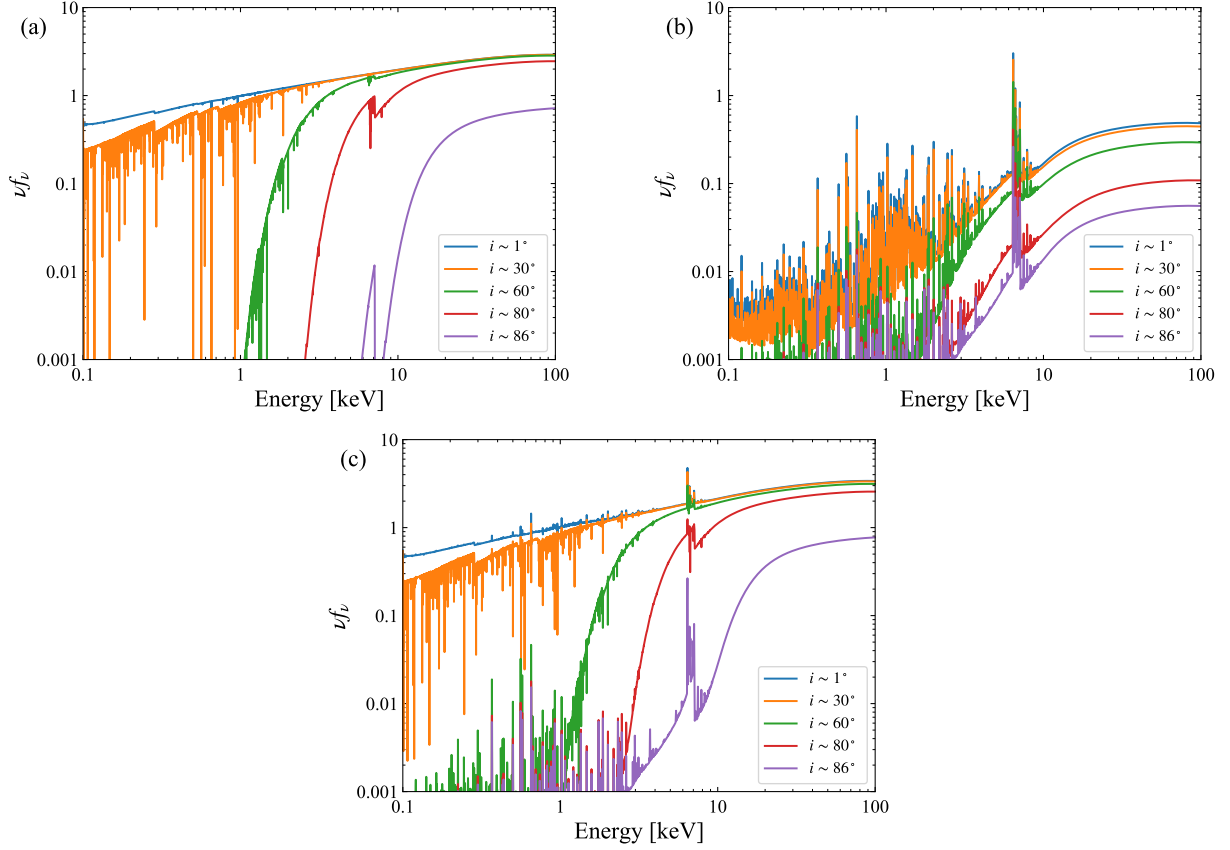 (a)
10
1
0.1
0.01
0.001
νfν
i ~ 1°
i ~ 30°
i ~ 60°
i ~ 80°
i ~ 86°
0.1 1 10 100
Energy [keV]
(b)
10
1
0.1
0.01
0.001
νfν
i ~ 1°
i ~ 30°
i ~ 60°
i ~ 80°
i ~ 86°
0.1 1 10 100
Energy [keV]
(c)
10
1
0.1
0.01
0.001
νfν
i ~ 1°
i ~ 30°
i ~ 60°
i ~ 80°
i ~ 86°
0.1 1 10 100
Energy [keV]